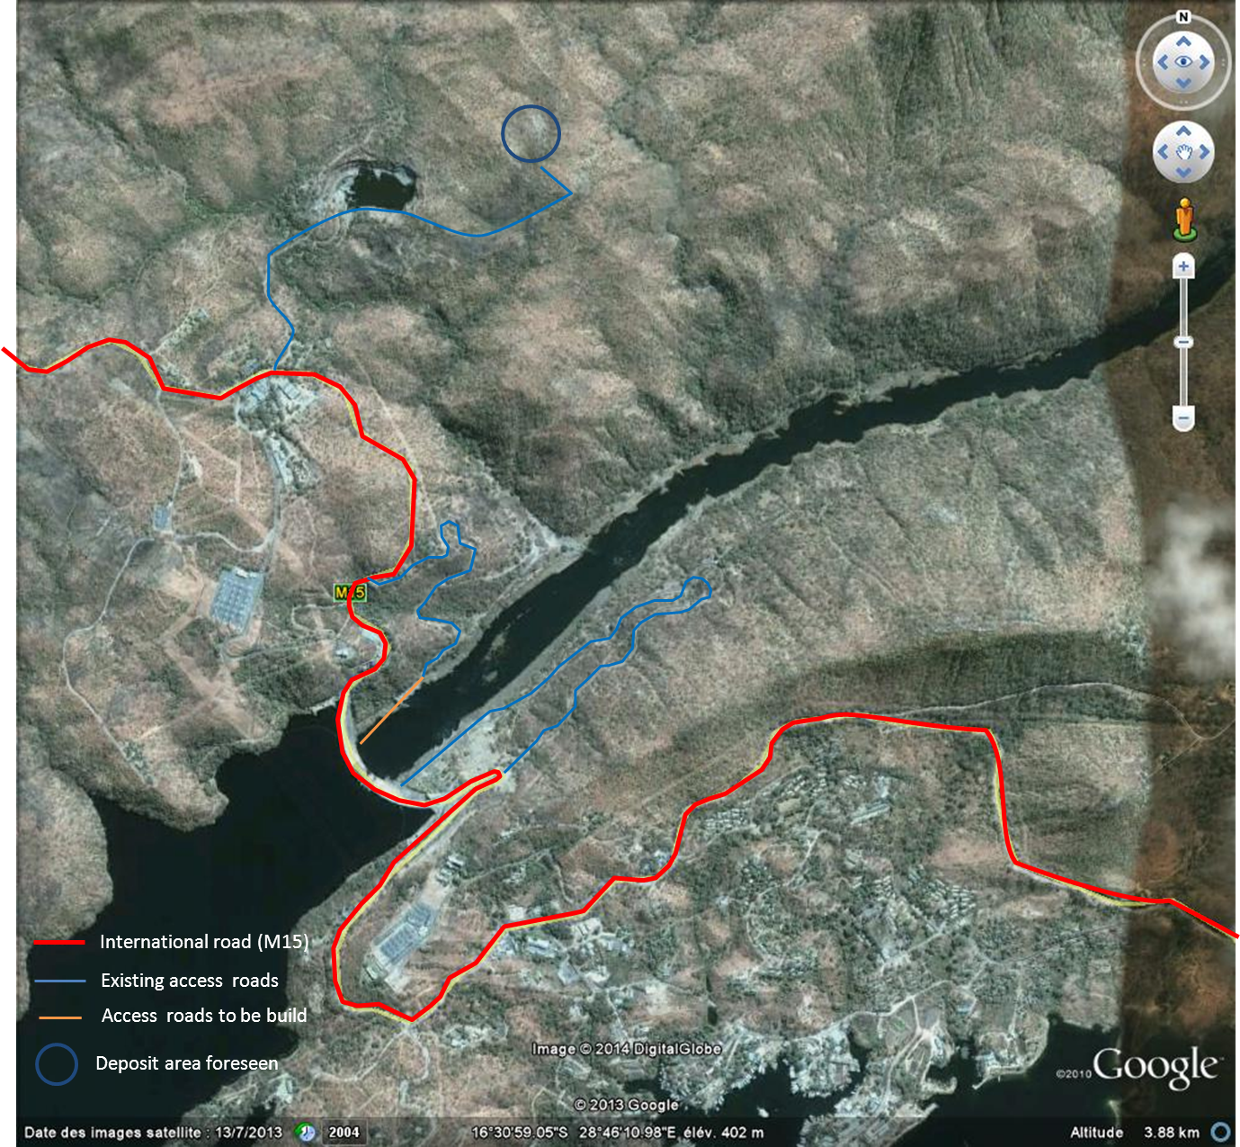 N
M15
International road (M15)
Existing access roads
Access roads to be build
Deposit area foreseen
Image © 2014 DigitalGlobe
© 2013 Google
©2010 Google
Date des images satellite : 13/7/2013 2004 16°30'59.05"S 28°46'10.98"E, élév. 402 m Altitude 3.88 km